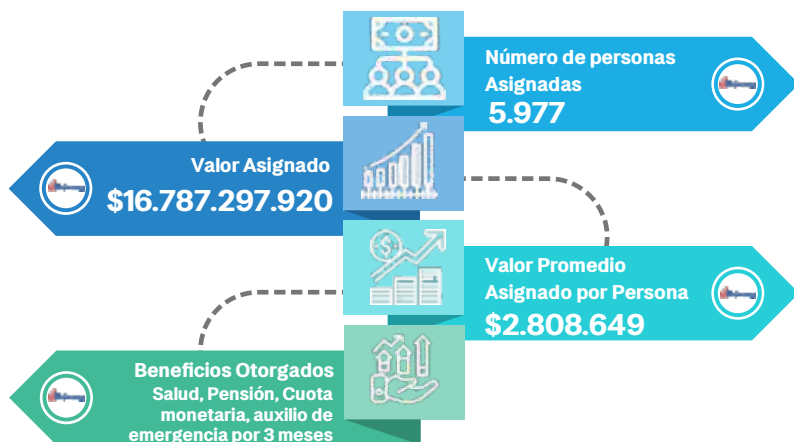 Número de personas
Asignadas
5.977
Valor Asignado
$16.787.297.920
Valor Promedio
Asignado por Persona
$2.808.649
Beneficios Otorgados
Salud, Pensión, Cuota
monetaria, auxilio de
emergencia por 3 meses